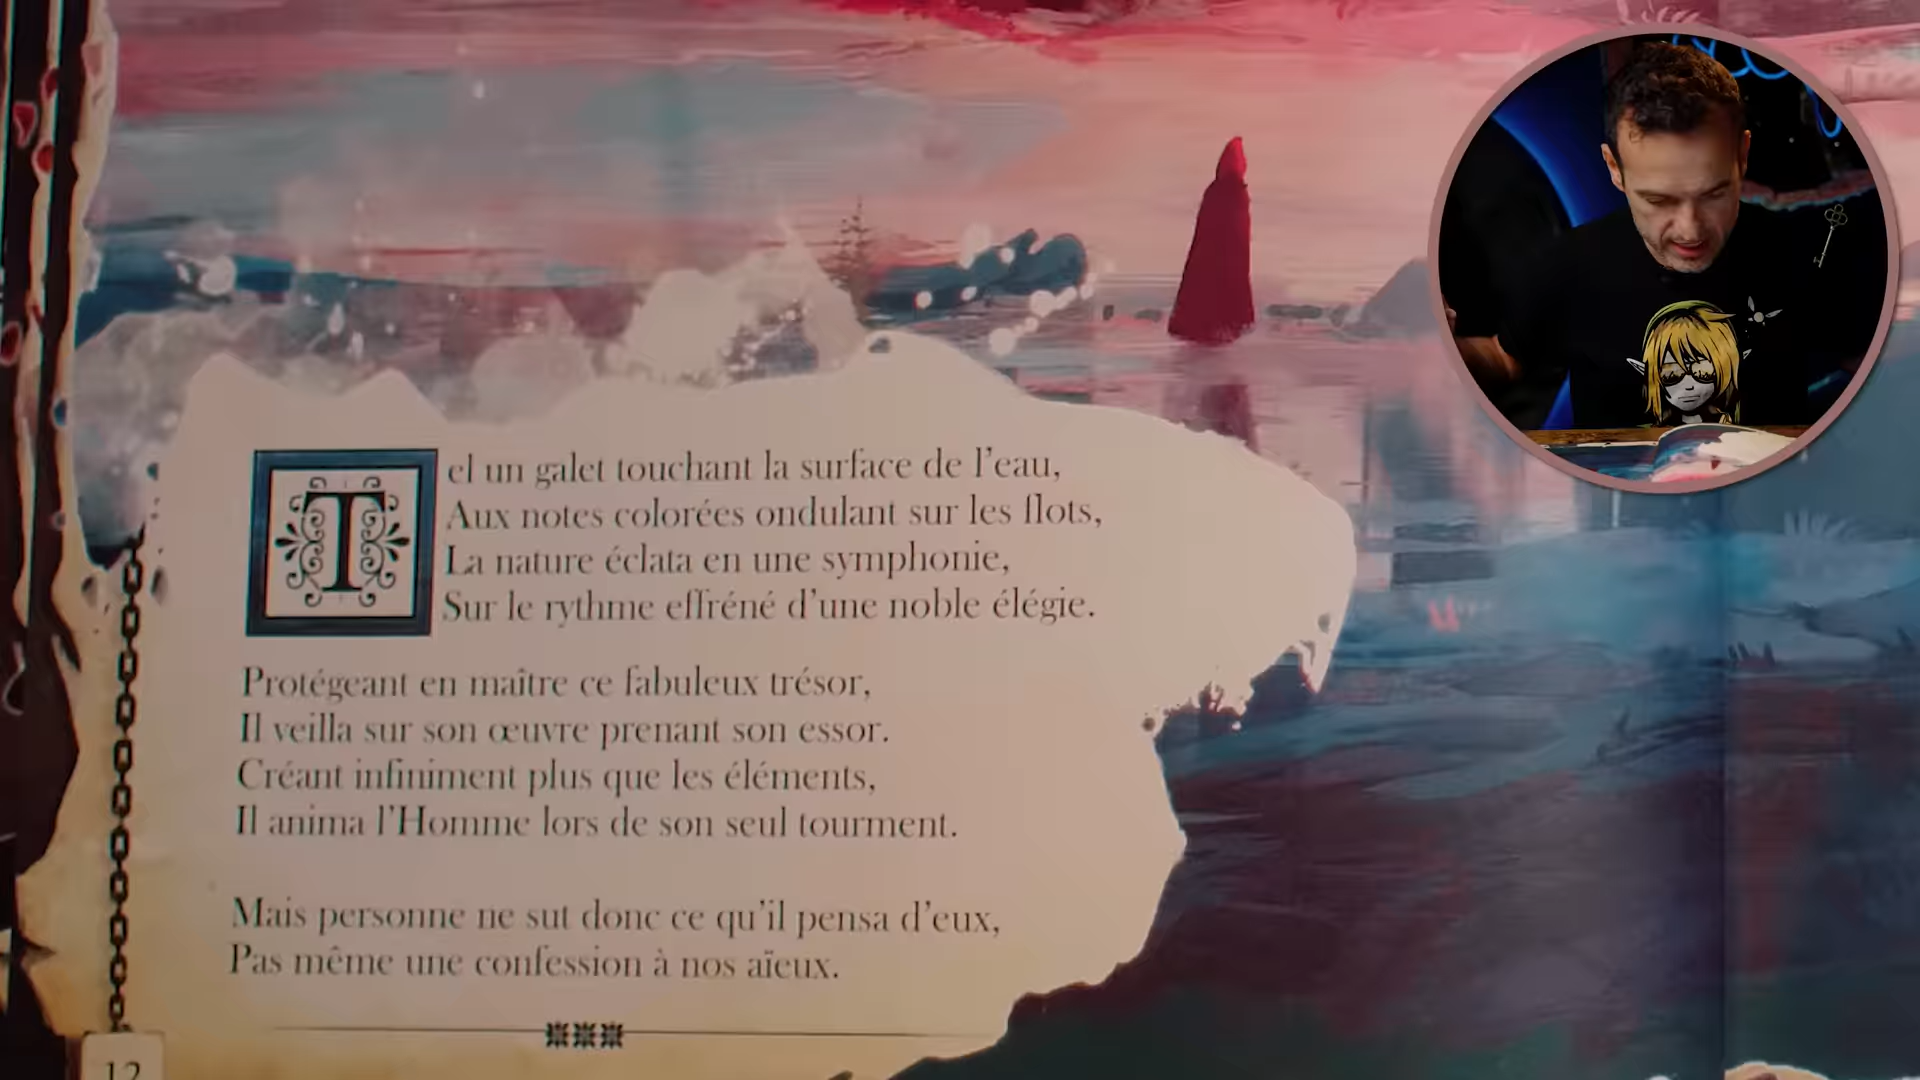 Tel un galet touchant la surface de l'eau,
Aux notes colorées ondulant sur les flots,
La nature éclata en une symphonie,
Sur le rythme effréné d'une noble élégie.
Protégeant en maître ce fabuleux trésor,
Il veilla sur son œuvre prenant son essor.
Créant infiniment plus que les éléments,
Il anima l'Homme lors de son seul tourment.
Mais personne ne sut donc ce qu'il pensa d'eux,
Pas même une confession à nos aïeux.
12